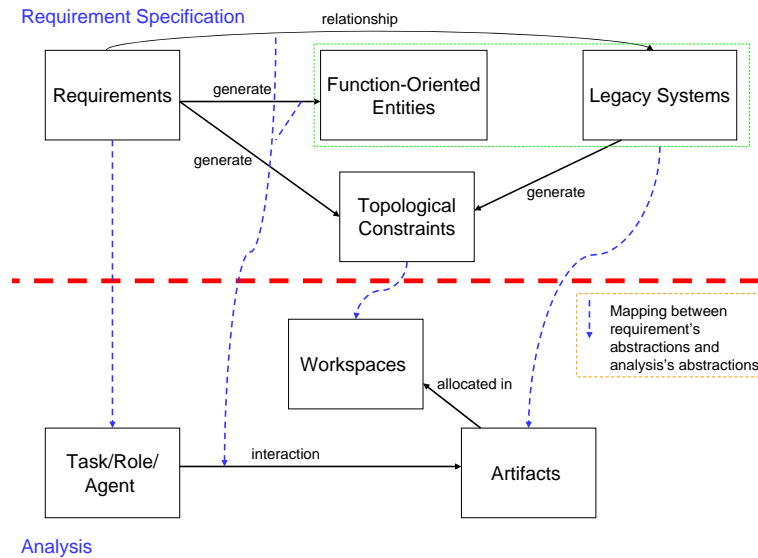 Requirement Specification
relationship
Requirements
generate
Function-Oriented
Entities
Legacy Systems
generate
generate
Topological
Constraints
Mapping between
requirement's
abstractions and
analysis's abstractions
Workspaces
allocated in
Task/Role/
Agent
interaction
Artifacts
Analysis